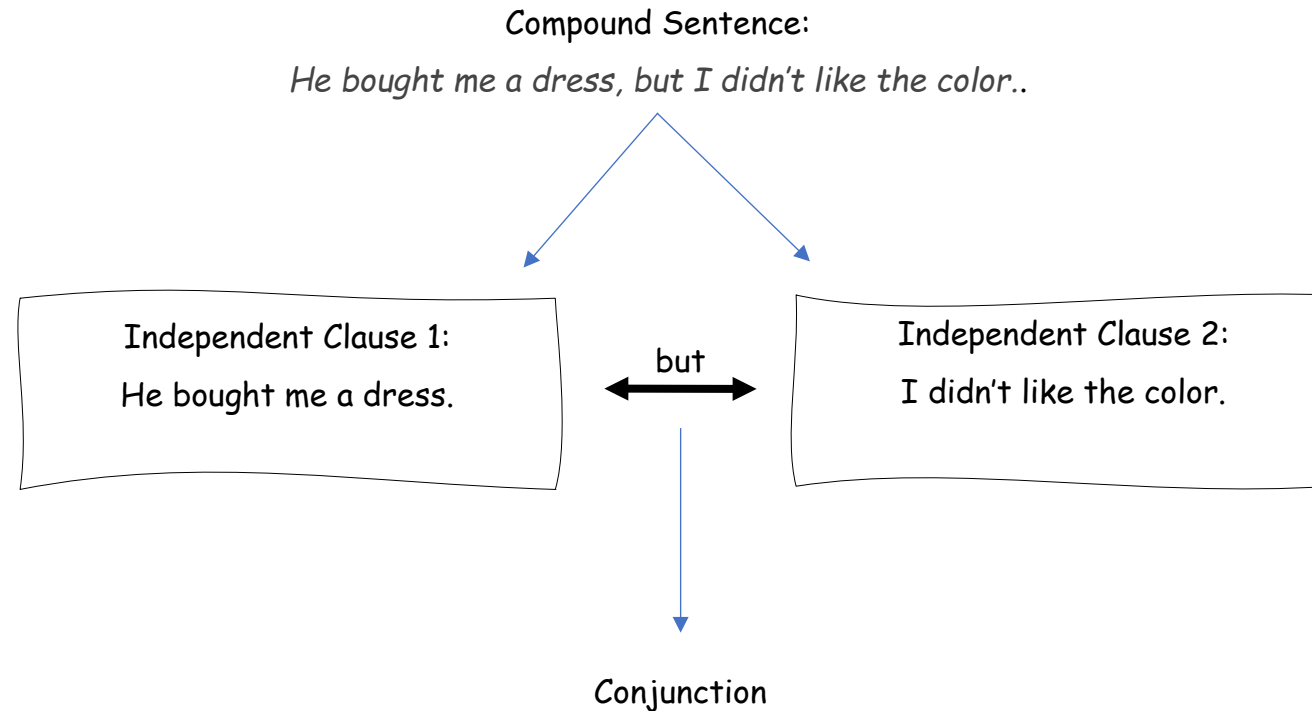 Compound Sentence:
He bought me a dress, but I didn't like the color..
Independent Clause 1:
He bought me a dress.
but
Independent Clause 2:
I didn't like the color.
Conjunction